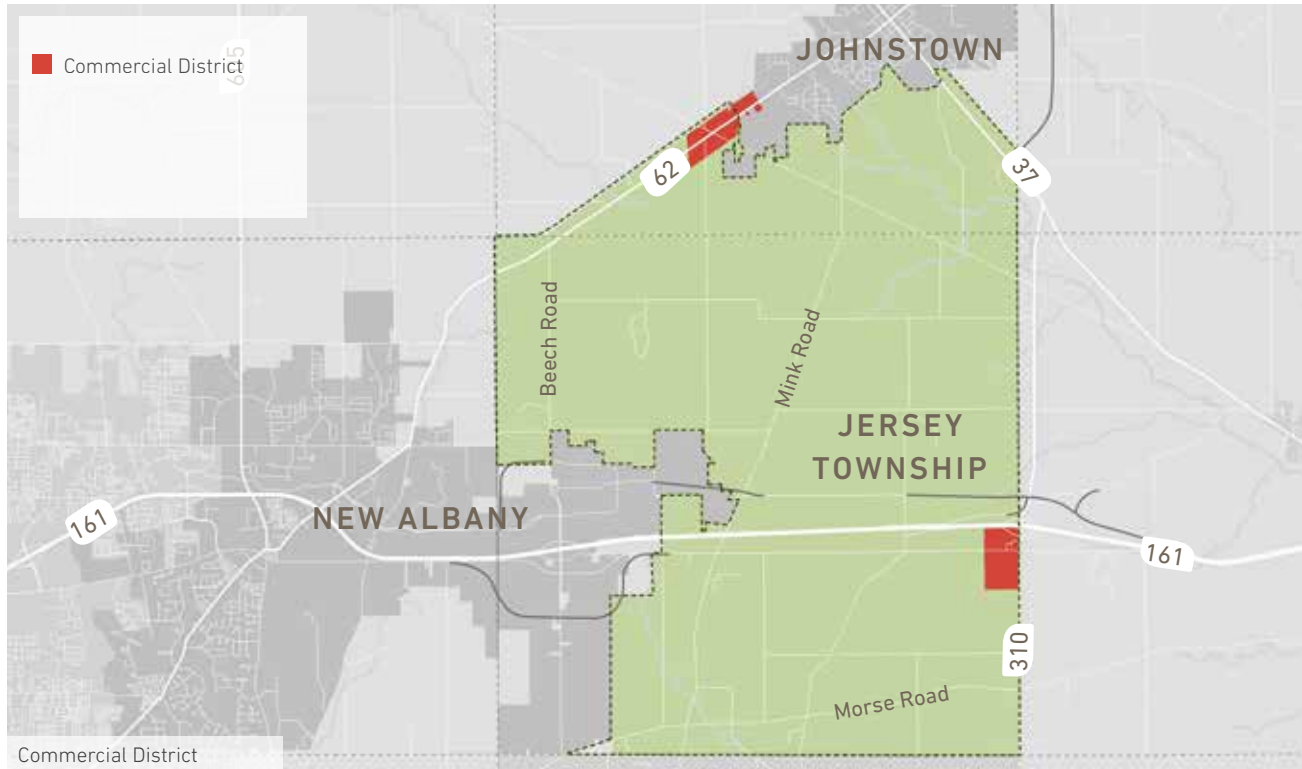 JOHNSTOWN
605
Commercial District
62
37
Beech Road
Mink Road
JERSEY
TOWNSHIP
NEW ALBANY
161
161
310
Morse Road
Commercial District